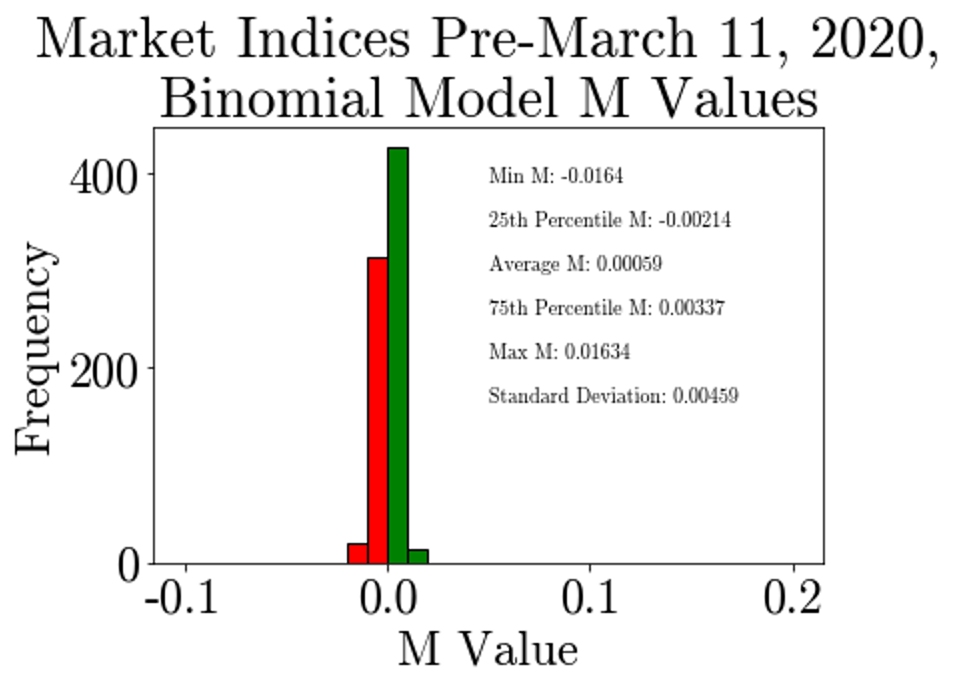 Market Indices Pre-March 11, 2020,
Binomial Model M Values
400
200
0
Frequency
Min M: -0.0164
25th Percentile M: -0.00214
Average M: 0.00059
75th Percentile M: 0.00337
Max M: 0.01634
Standard Deviation: 0.00459
-0.1 0.0 0.1 0.2
M Value